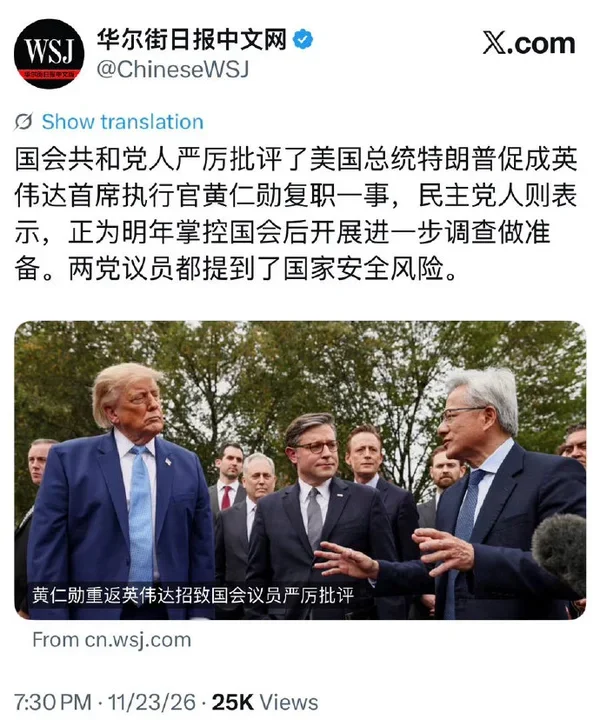 WSJ
华尔街日报中文版
华尔街日报中文网
@ChineseWSJ
X.com
Show translation
国会共和党人严厉批评了美国总统特朗普促成英
伟达首席执行官黄仁勋复职一事，民主党人则表
示，正为明年掌控国会后开展进一步调查做准
备。两党议员都提到了国家安全风险。
黄仁勋重返英伟达招致国会议员严厉批评
From cn.wsj.com
7:30 PM · 11/23/26 · 25K Views